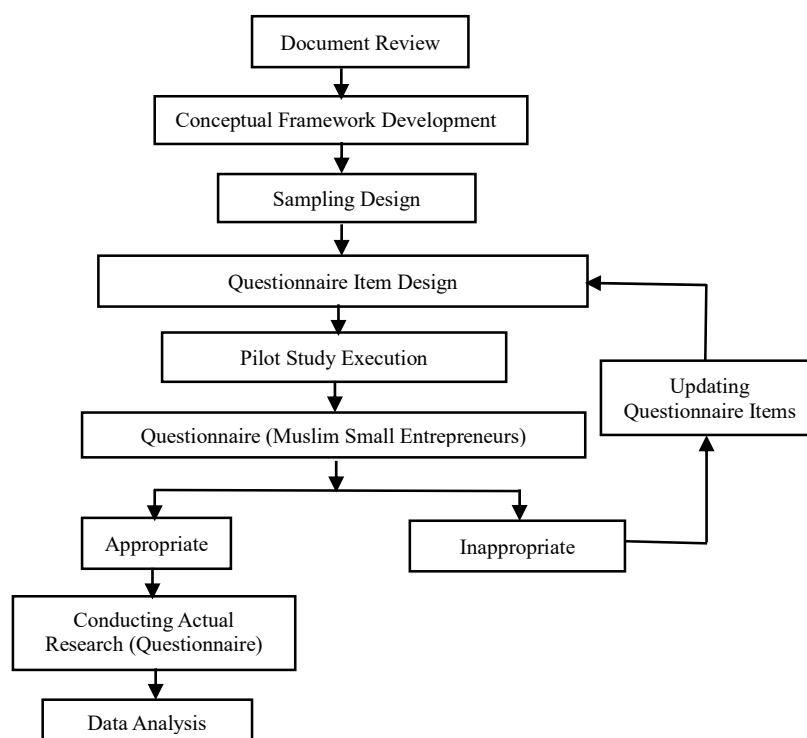 Document Review
Conceptual Framework Development
Sampling Design
Questionnaire Item Design
Pilot Study Execution
Updating
Questionnaire Items
Questionnaire (Muslim Small Entrepreneurs)
Appropriate
Inappropriate
Conducting Actual
Research (Questionnaire)
Data Analysis